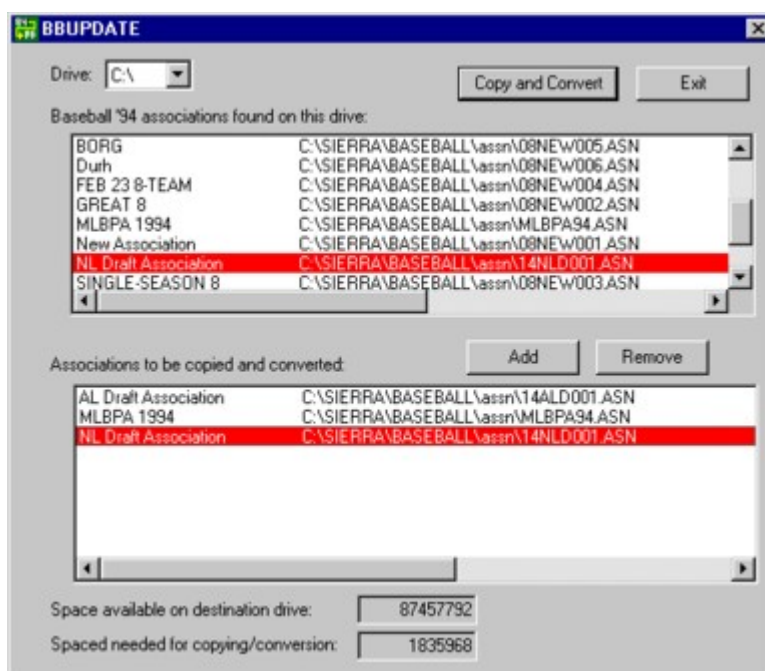 BBUPDATE
Drive: C:\ Copy and Convert Exit
Baseball '94 associations found on this drive:
BORG C:\SIERRA\BASEBALL\assn\08NEW005.ASN
Durh C:\SIERRA\BASEBALL\assn\08NEW006.ASN
FEB 23 8-TEAM C:\SIERRA\BASEBALL\assn\08NEW004.ASN
GREAT 8 C:\SIERRA\BASEBALL\assn\08NEW002.ASN
MLBPA 1994 C:\SIERRA\BASEBALL\assn\MLBPA94.ASN
New Association C:\SIERRA\BASEBALL\assn\08NEW001.ASN
NL Draft Association C:\SIERRA\BASEBALL\assn\14NLD001.ASN
SINGLE-SEASON 8 C:\SIERRA\BASEBALL\assn\08NEW003.ASN
Associations to be copied and converted: Add Remove
AL Draft Association C:\SIERRA\BASEBALL\assn\14ALD001.ASN
MLBPA 1994 C:\SIERRA\BASEBALL\assn\MLBPA94.ASN
NL Draft Association C:\SIERRA\BASEBALL\assn\14NLD001.ASN
Space available on destination drive: 87457792
Spaced needed for copying/conversion: 1835968